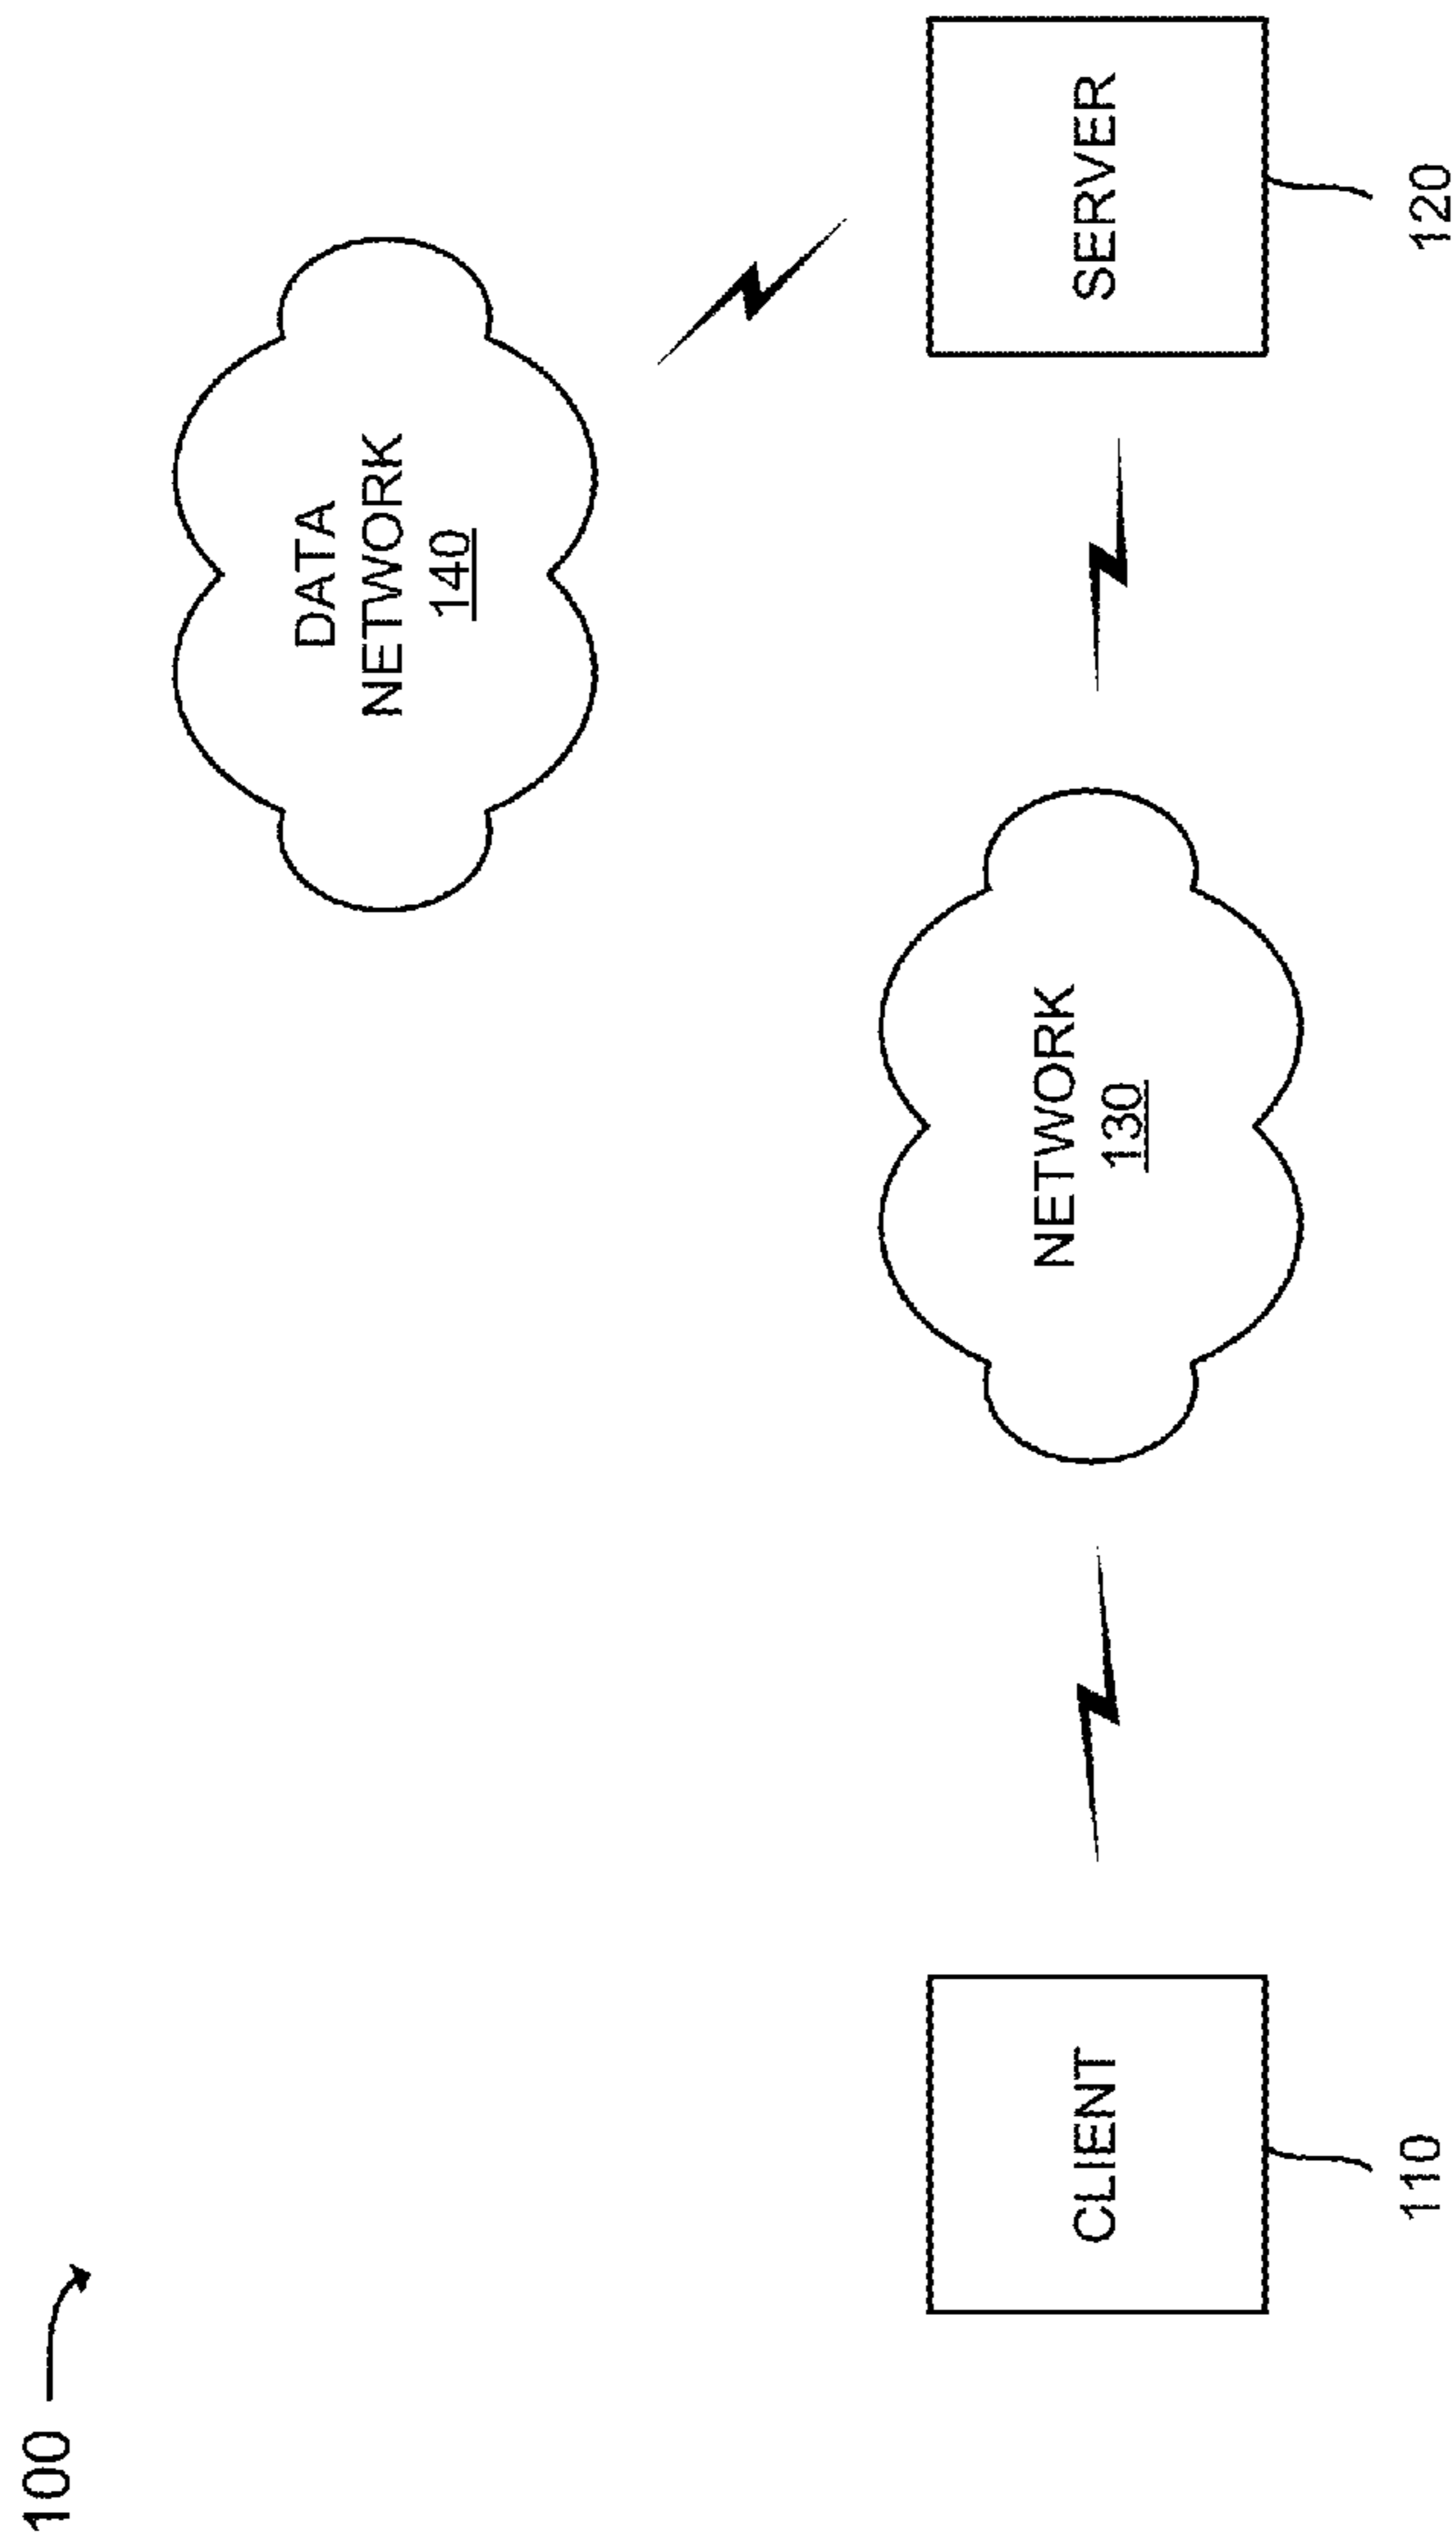 100
DATA
NETWORK
140
CLIENT
NETWORK
130
SERVER
110
120